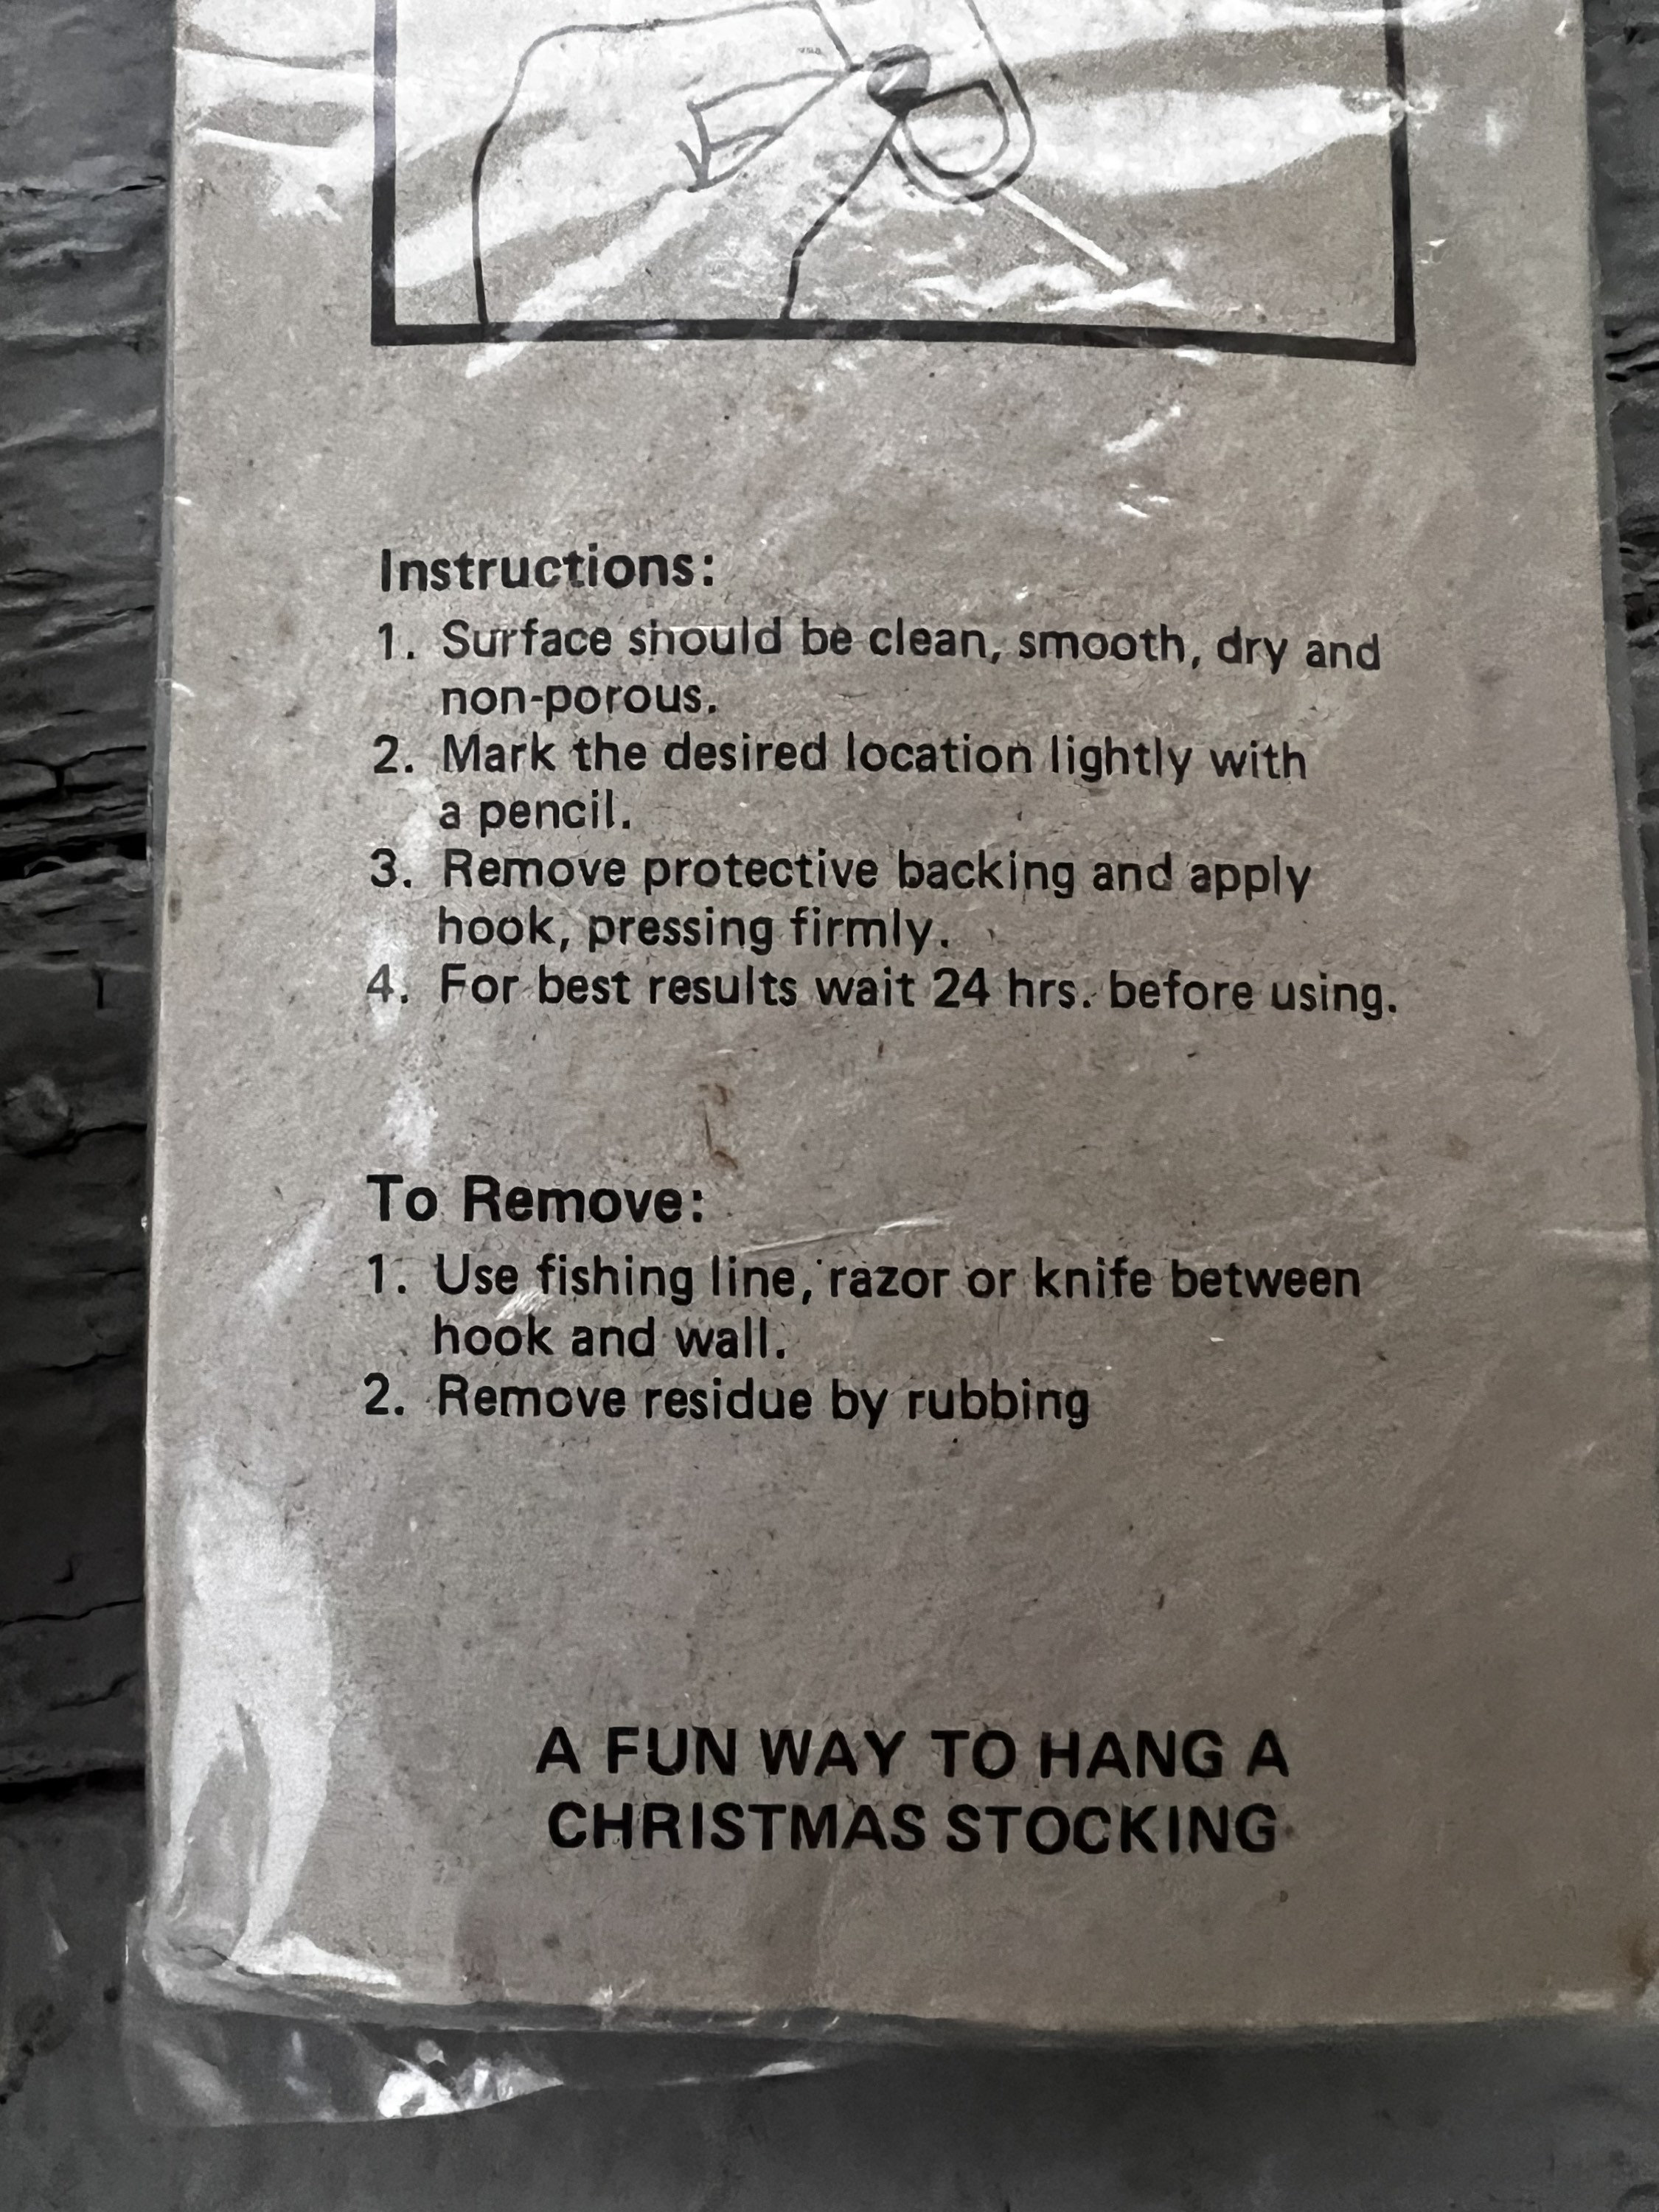 Instructions:
1. Surface should be clean, smooth, dry and
non-porous.
2. Mark the desired location lightly with
a pencil.
3. Remove protective backing and apply
hook, pressing firmly.
4. For best results wait 24 hrs. before using.
To Remove:
1. Use fishing line, razor or knife between
hook and wall.
2. Remove residue by rubbing
A FUN WAY TO HANG A
CHRISTMAS STOCKING